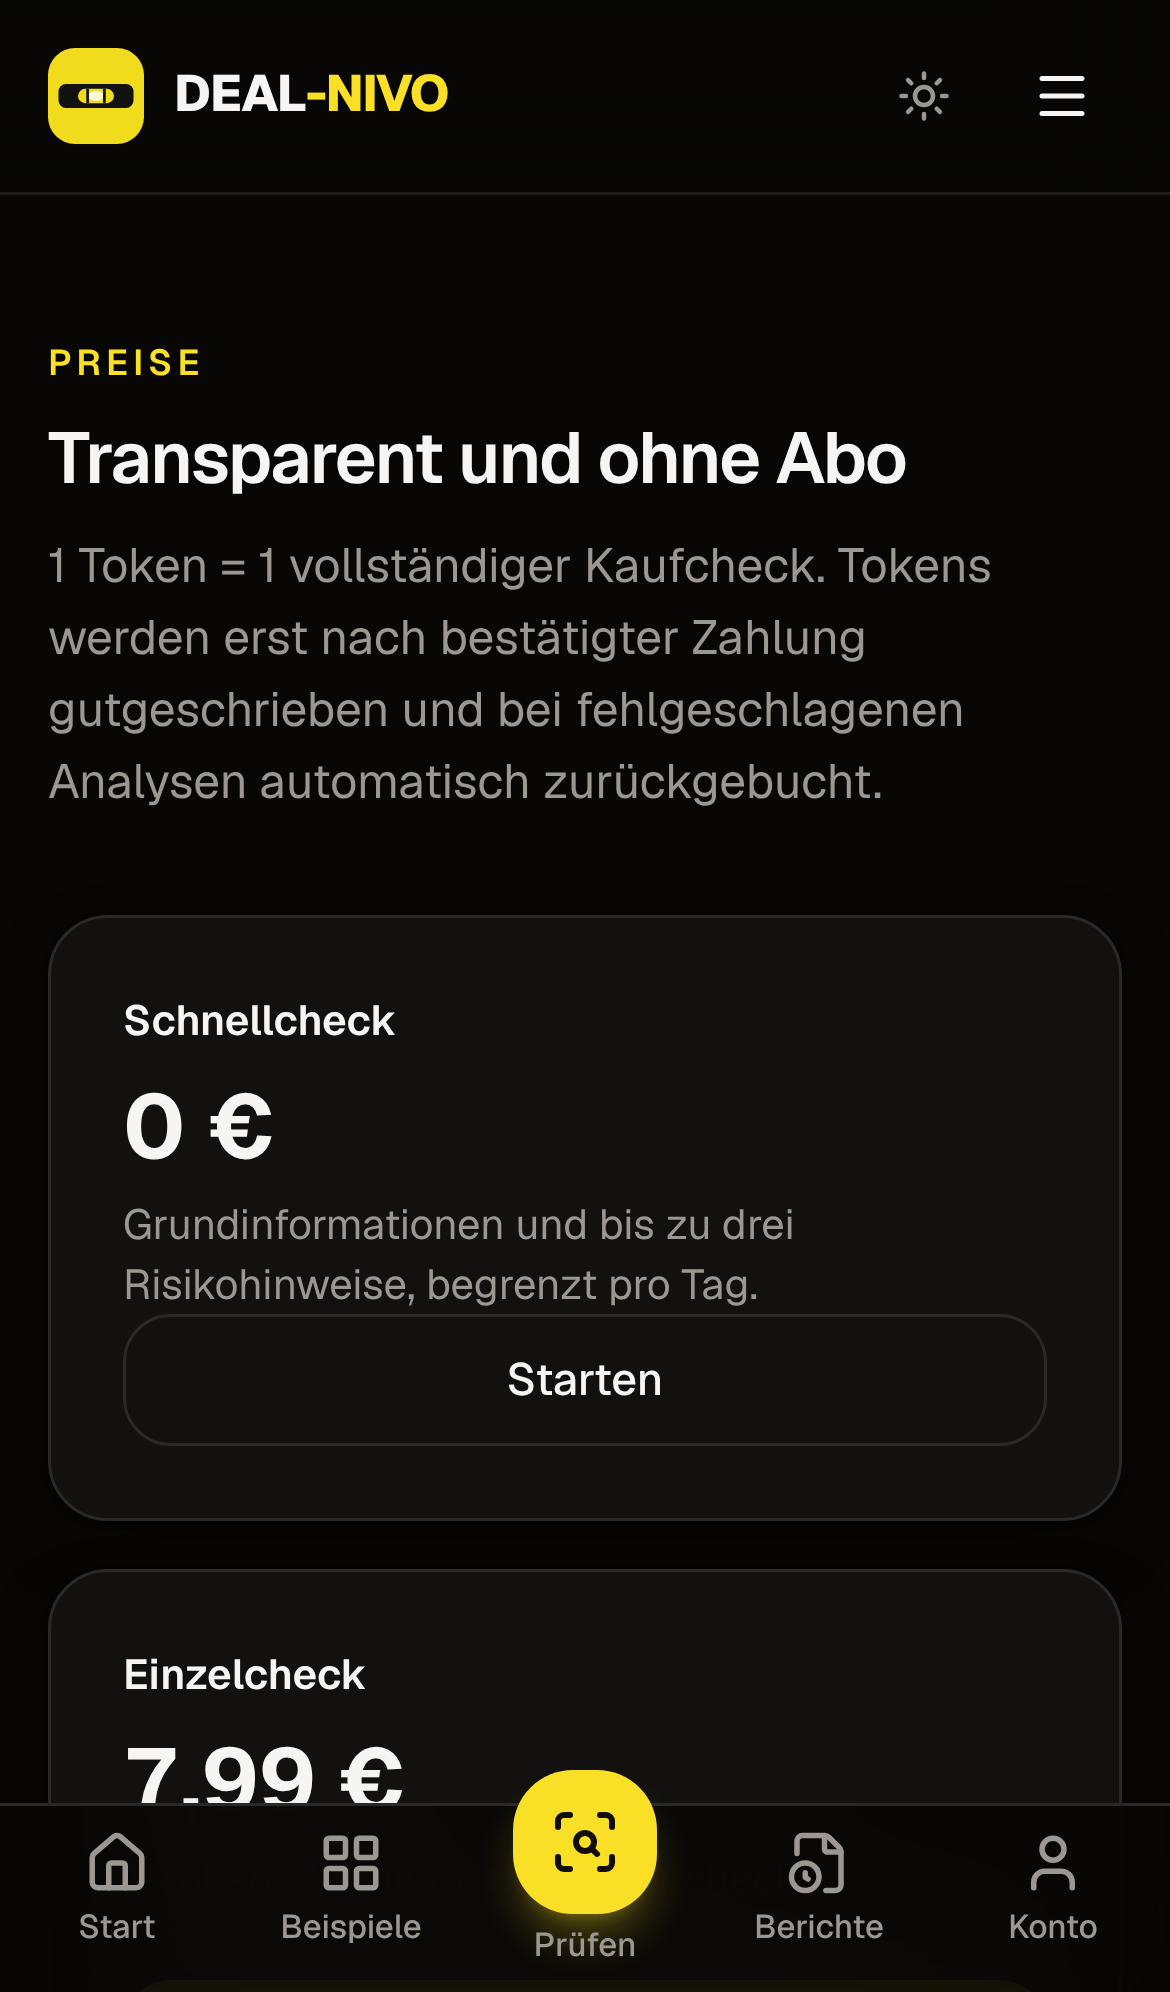 DEAL-NIVO
PREISE
Transparent und ohne Abo
1 Token = 1 vollständiger Kaufcheck. Tokens
werden erst nach bestätigter Zahlung
gutgeschrieben und bei fehlgeschlagenen
Analysen automatisch zurückgebucht.
Schnellcheck
0 €
Grundinformationen und bis zu drei
Risikohinweise, begrenzt pro Tag.
Starten
Einzelcheck
7,99 €
Start
Beispiele
Prüfen
Berichte
Konto